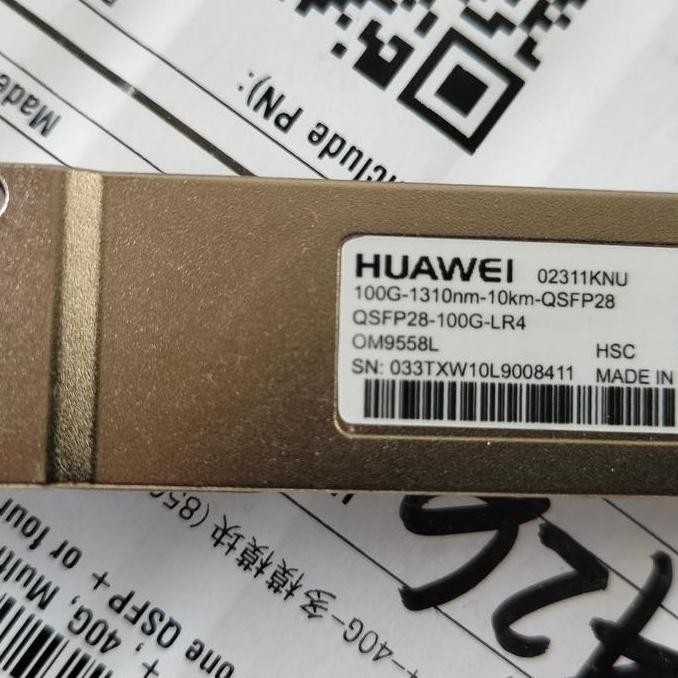 Made
nclude PN):
HUAWEI 02311KNU
100G-1310nm-10km-QSFP28
QSFP28-100G-LR4
OM9558L HSC
SN: 033TXW10L9008411 MADE IN
+-40G-多模模块(850
+, 40G, Multi
one QSFP+ or four